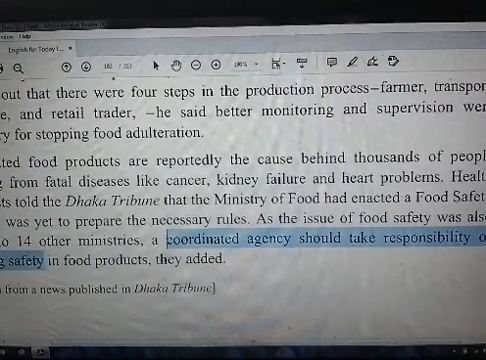 English for Today I...
182 / 213
190%
out that there were four steps in the production process–farmer, transpor
e, and retail trader, –he said better monitoring and supervision wer
ry for stopping food adulteration.
ted food products are reportedly the cause behind thousands of peopl
g from fatal diseases like cancer, kidney failure and heart problems. Healt
ts told the Dhaka Tribune that the Ministry of Food had enacted a Food Safet
was yet to prepare the necessary rules. As the issue of food safety was als
o 14 other ministries, a coordinated agency should take responsibility o
g safety in food products, they added.
from a news published in Dhaka Tribune]